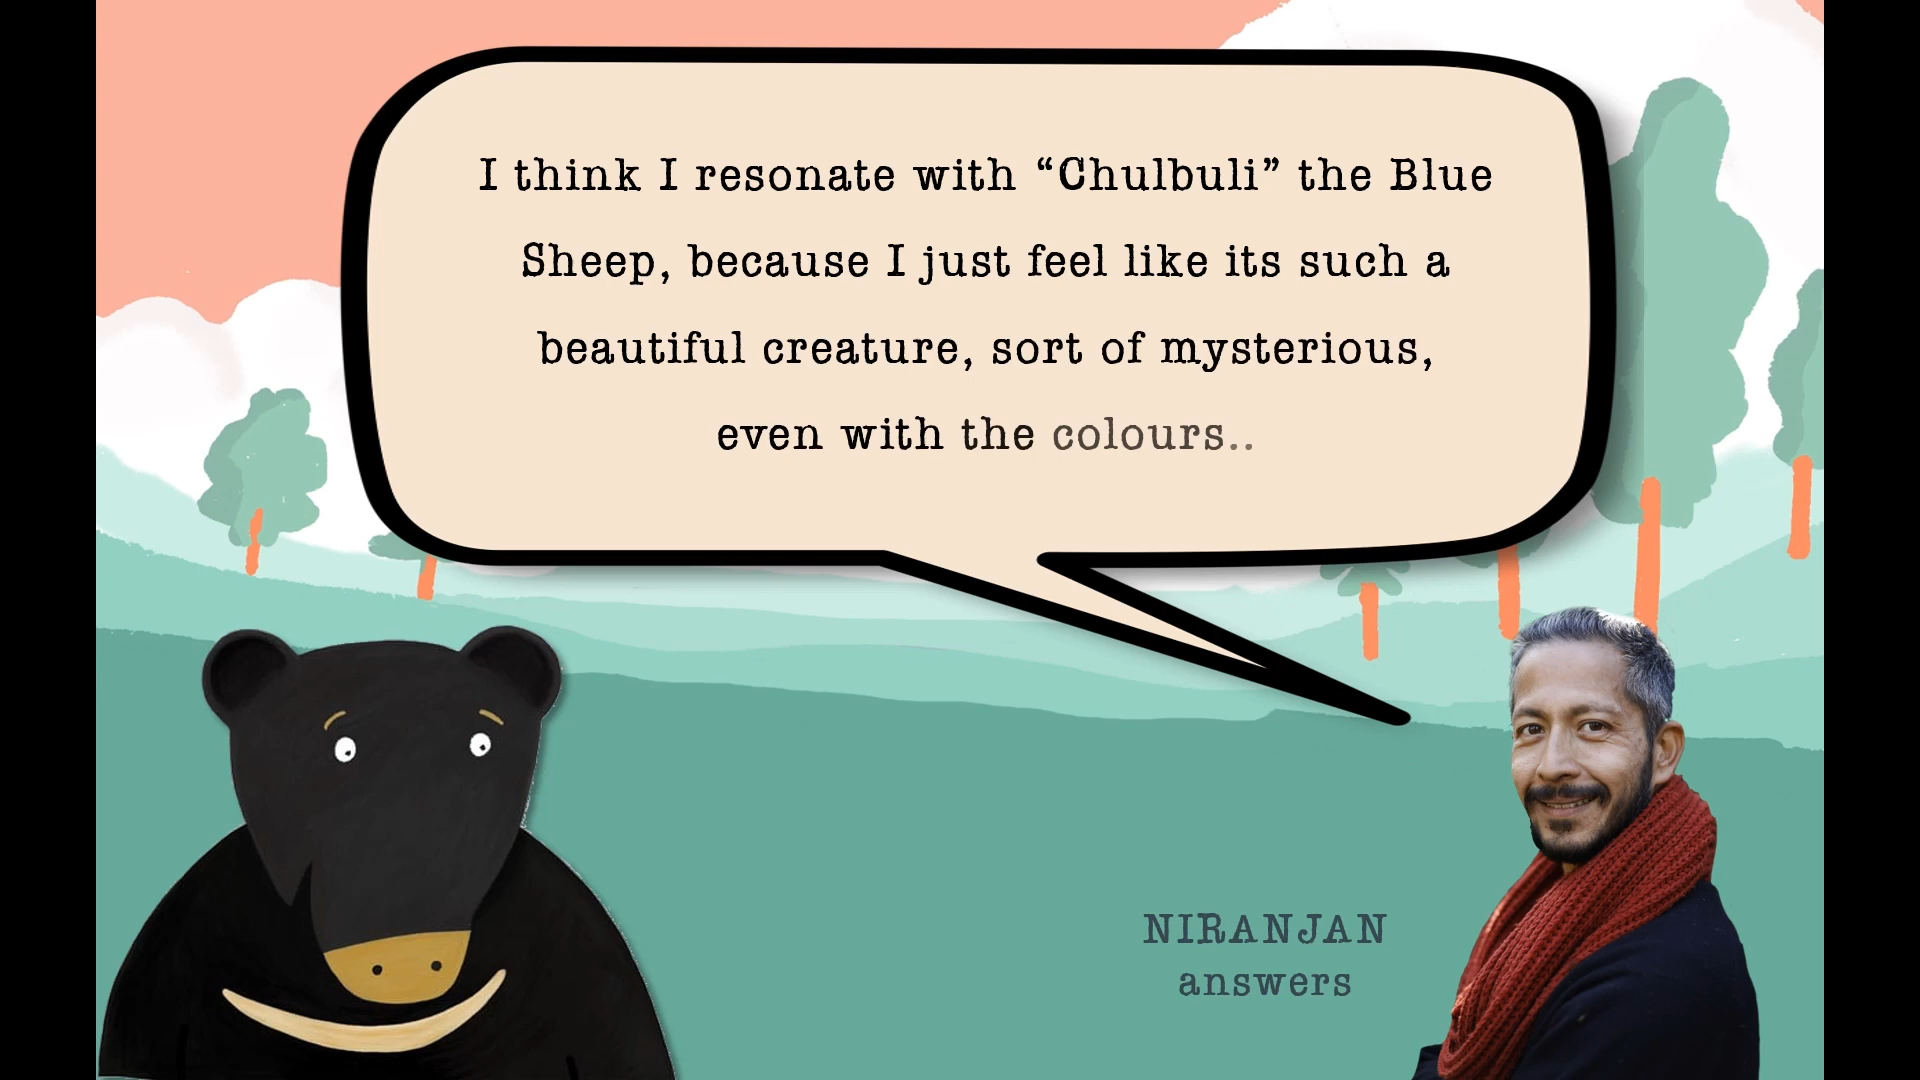 I think I resonate with “Chulbuli” the Blue
Sheep, because I just feel like its such a
beautiful creature, sort of mysterious,
even with the colours..
NIRANJAN
answers